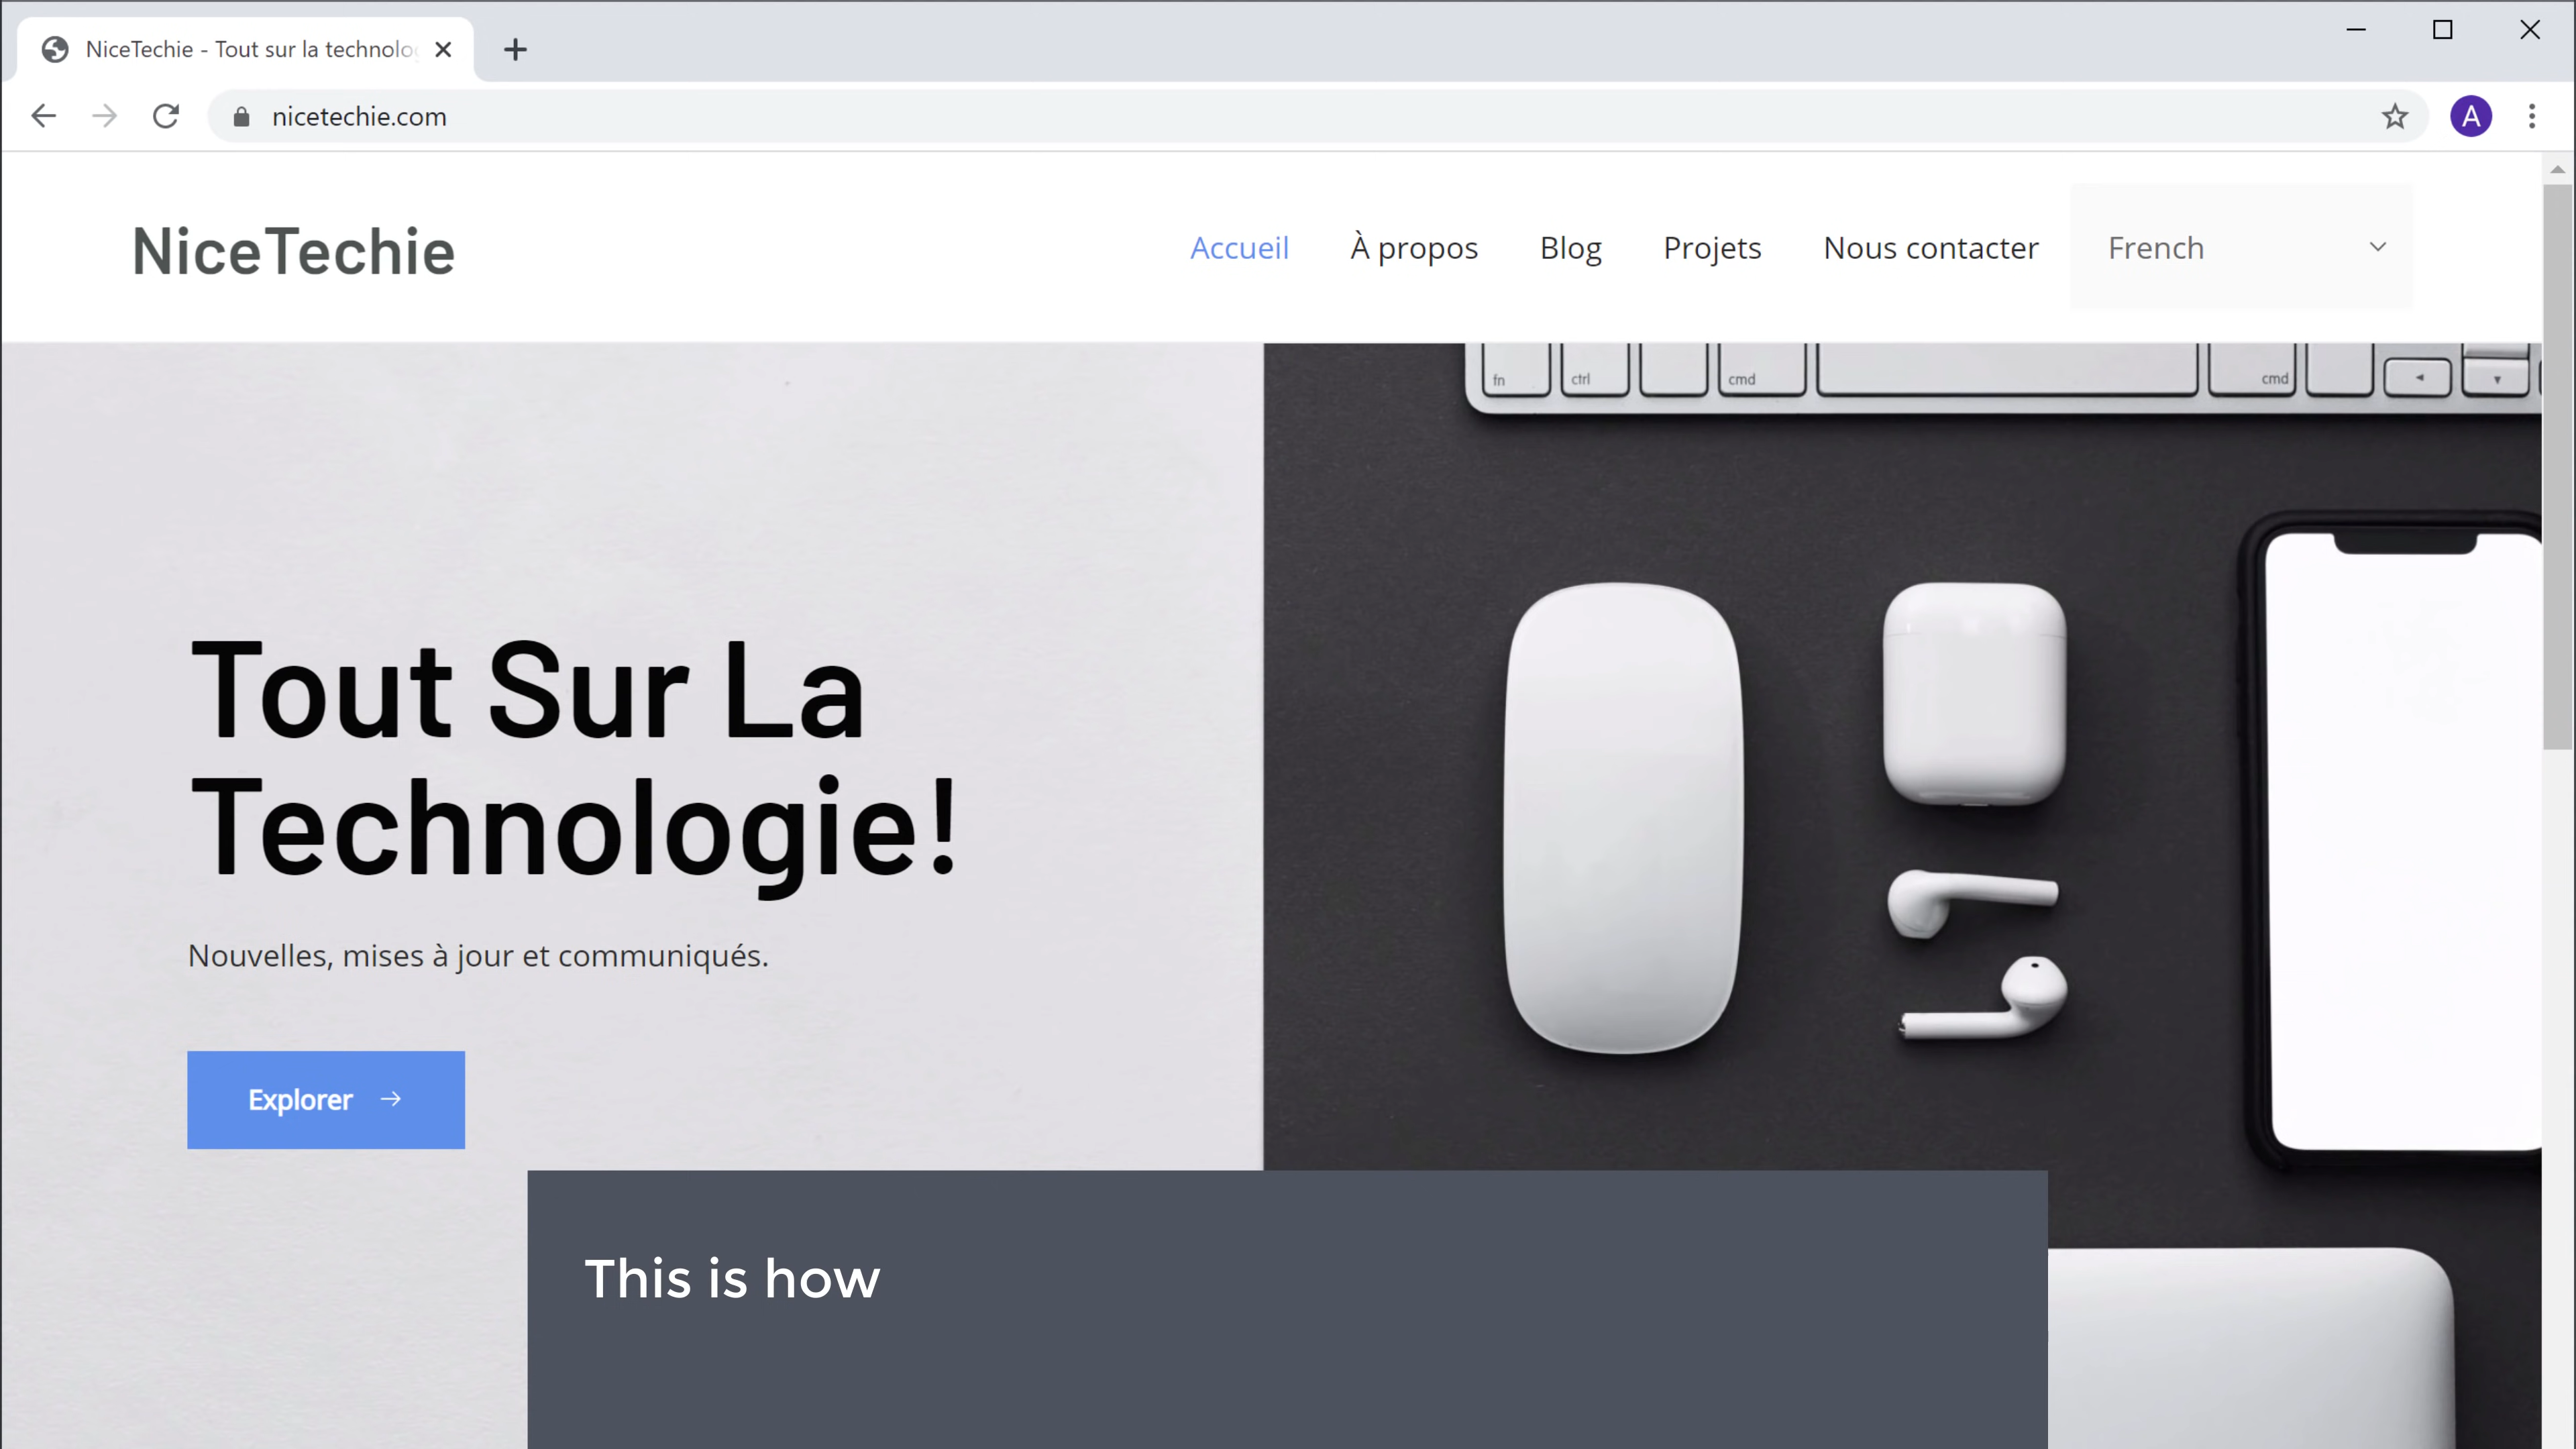 NiceTechie - Tout sur la technolo
nicetechie.com
A
NiceTechie
Accueil
À propos
Blog
Projets
Nous contacter
French
fn
ctrl
cmd
cmd
Tout Sur La
Technologie!
Nouvelles, mises à jour et communiqués.
Explorer
This is how